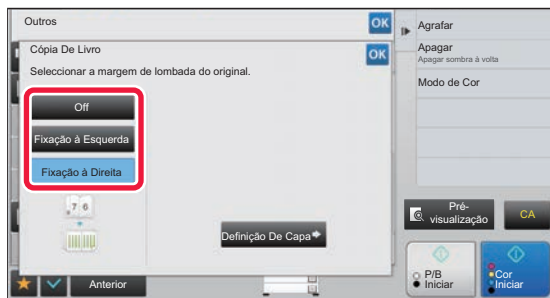 Outros
OK
Cópia De Livro
OK
Seleccionar a margem de lombada do original.
Off
Fixação à Esquerda
Fixação à Direita
7 6
Definição De Capa
Anterior
Agrafar
Apagar
Apagar sombra à volta
Modo de Cor
Pré-
visualização
CA
P/B
Iniciar
Cor
Iniciar